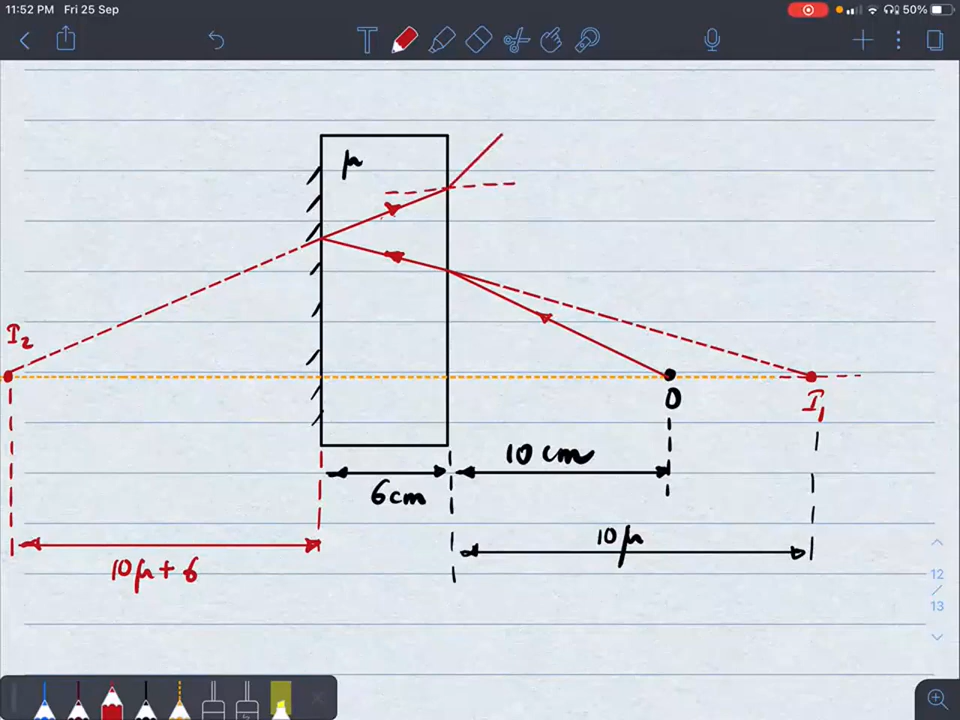 11:52 PM Fri 25 Sep
50%
T
μ
I₂
O
I₁
10 cm
6cm
10μ
10μ + 6
12
/
13